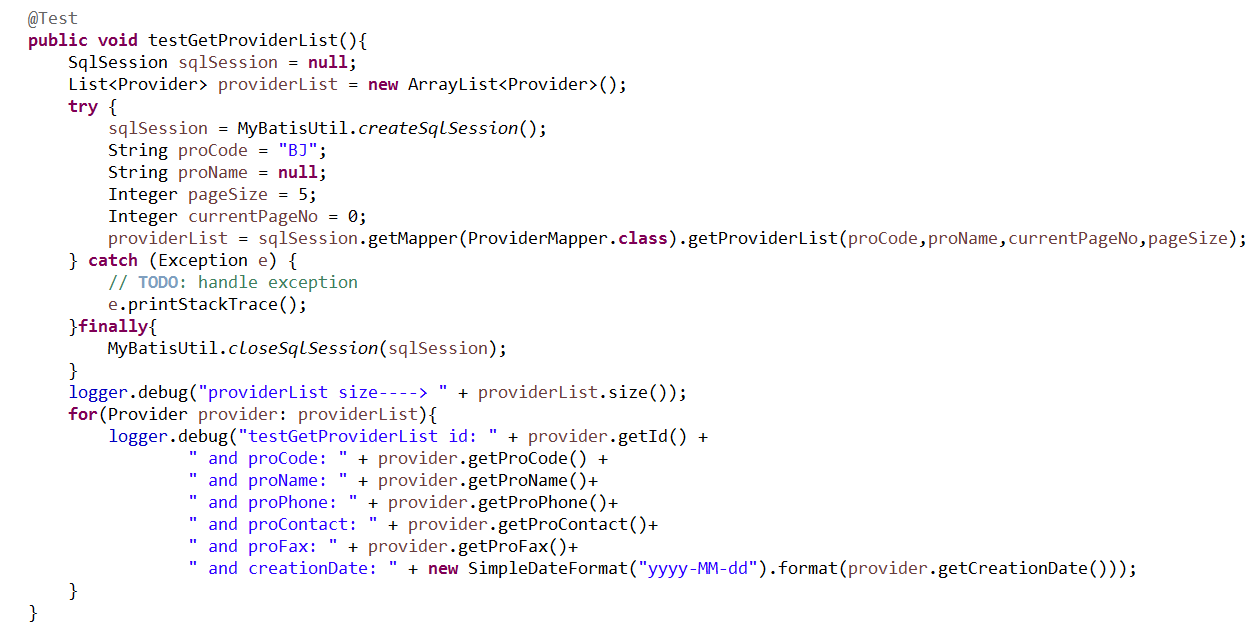 @Test
public void testGetProviderList(){
    SqlSession sqlSession = null;
    List<Provider> providerList = new ArrayList<Provider>();
    try {
        sqlSession = MyBatisUtil.createSqlSession();
        String proCode = "BJ";
        String proName = null;
        Integer pageSize = 5;
        Integer currentPageNo = 0;
        providerList = sqlSession.getMapper(ProviderMapper.class).getProviderList(proCode,proName,currentPageNo,pageSize);
    } catch (Exception e) {
        // TODO: handle exception
        e.printStackTrace();
    }finally{
        MyBatisUtil.closeSqlSession(sqlSession);
    }
    logger.debug("providerList size----> " + providerList.size());
    for(Provider provider: providerList){
        logger.debug("testGetProviderList id: " + provider.getId() +
                " and proCode: " + provider.getProCode() +
                " and proName: " + provider.getProName()+
                " and proPhone: " + provider.getProPhone()+
                " and proContact: " + provider.getProContact()+
                " and proFax: " + provider.getProFax()+
                " and creationDate: " + new SimpleDateFormat("yyyy-MM-dd").format(provider.getCreationDate()));
    }
}